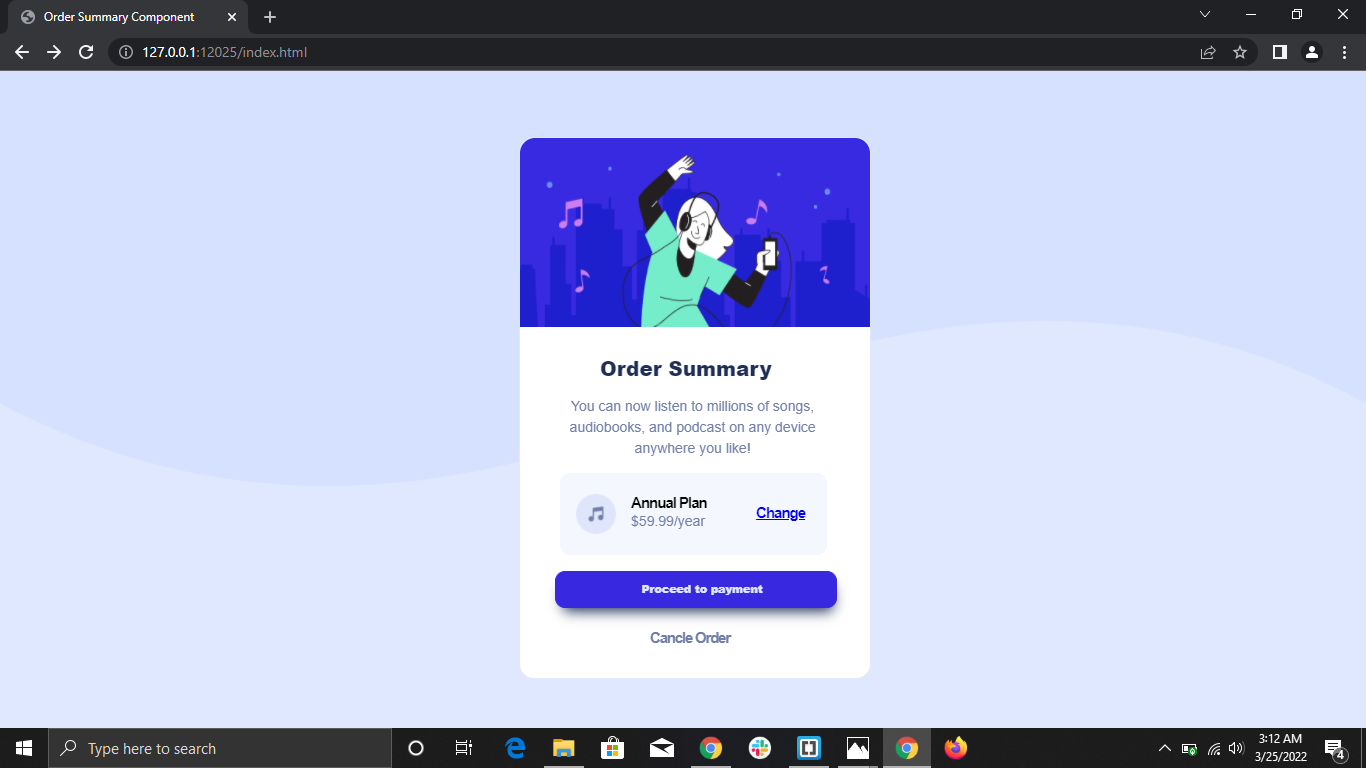 Order Summary Component
127.0.0.1:12025/index.html
Order Summary
You can now listen to millions of songs,
audiobooks, and podcast on any device
anywhere you like!
Annual Plan
$59.99/year
Change
Proceed to payment
Cancle Order
Type here to search
3:12 AM
3/25/2022
4